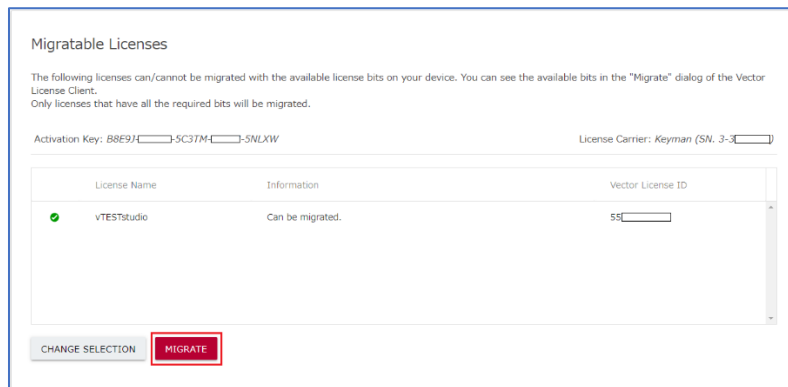 Migratable Licenses
The following licenses can/cannot be migrated with the available license bits on your device. You can see the available bits in the "Migrate" dialog of the Vector
License Client.
Only licenses that have all the required bits will be migrated.
Activation Key: B8E9J- -5C3TM- -5NLXW License Carrier: Keyman (SN. 3-3 )
License Name Information Vector License ID
vTESTstudio Can be migrated. 55
CHANGE SELECTION MIGRATE